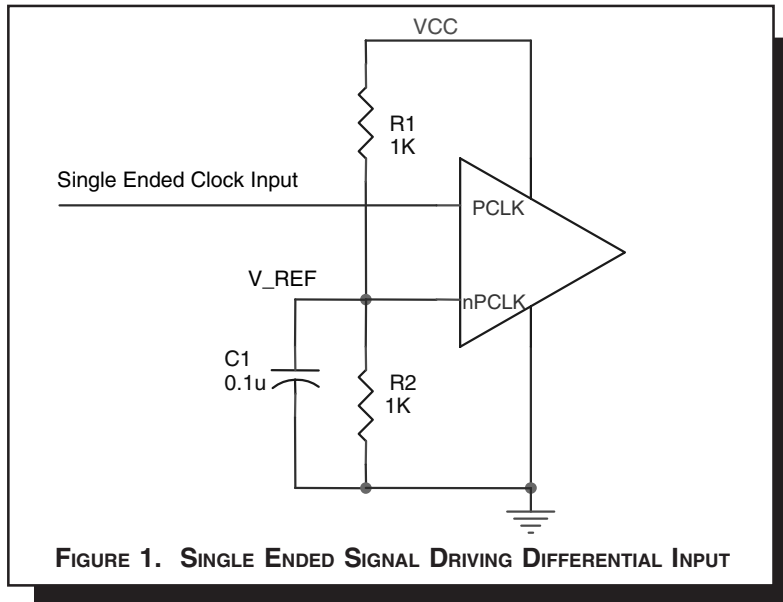 VCC
R1
1K
Single Ended Clock Input
PCLK
V_REF
nPCLK
C1
0.1u
R2
1K
FIGURE 1. SINGLE ENDED SIGNAL DRIVING DIFFERENTIAL INPUT